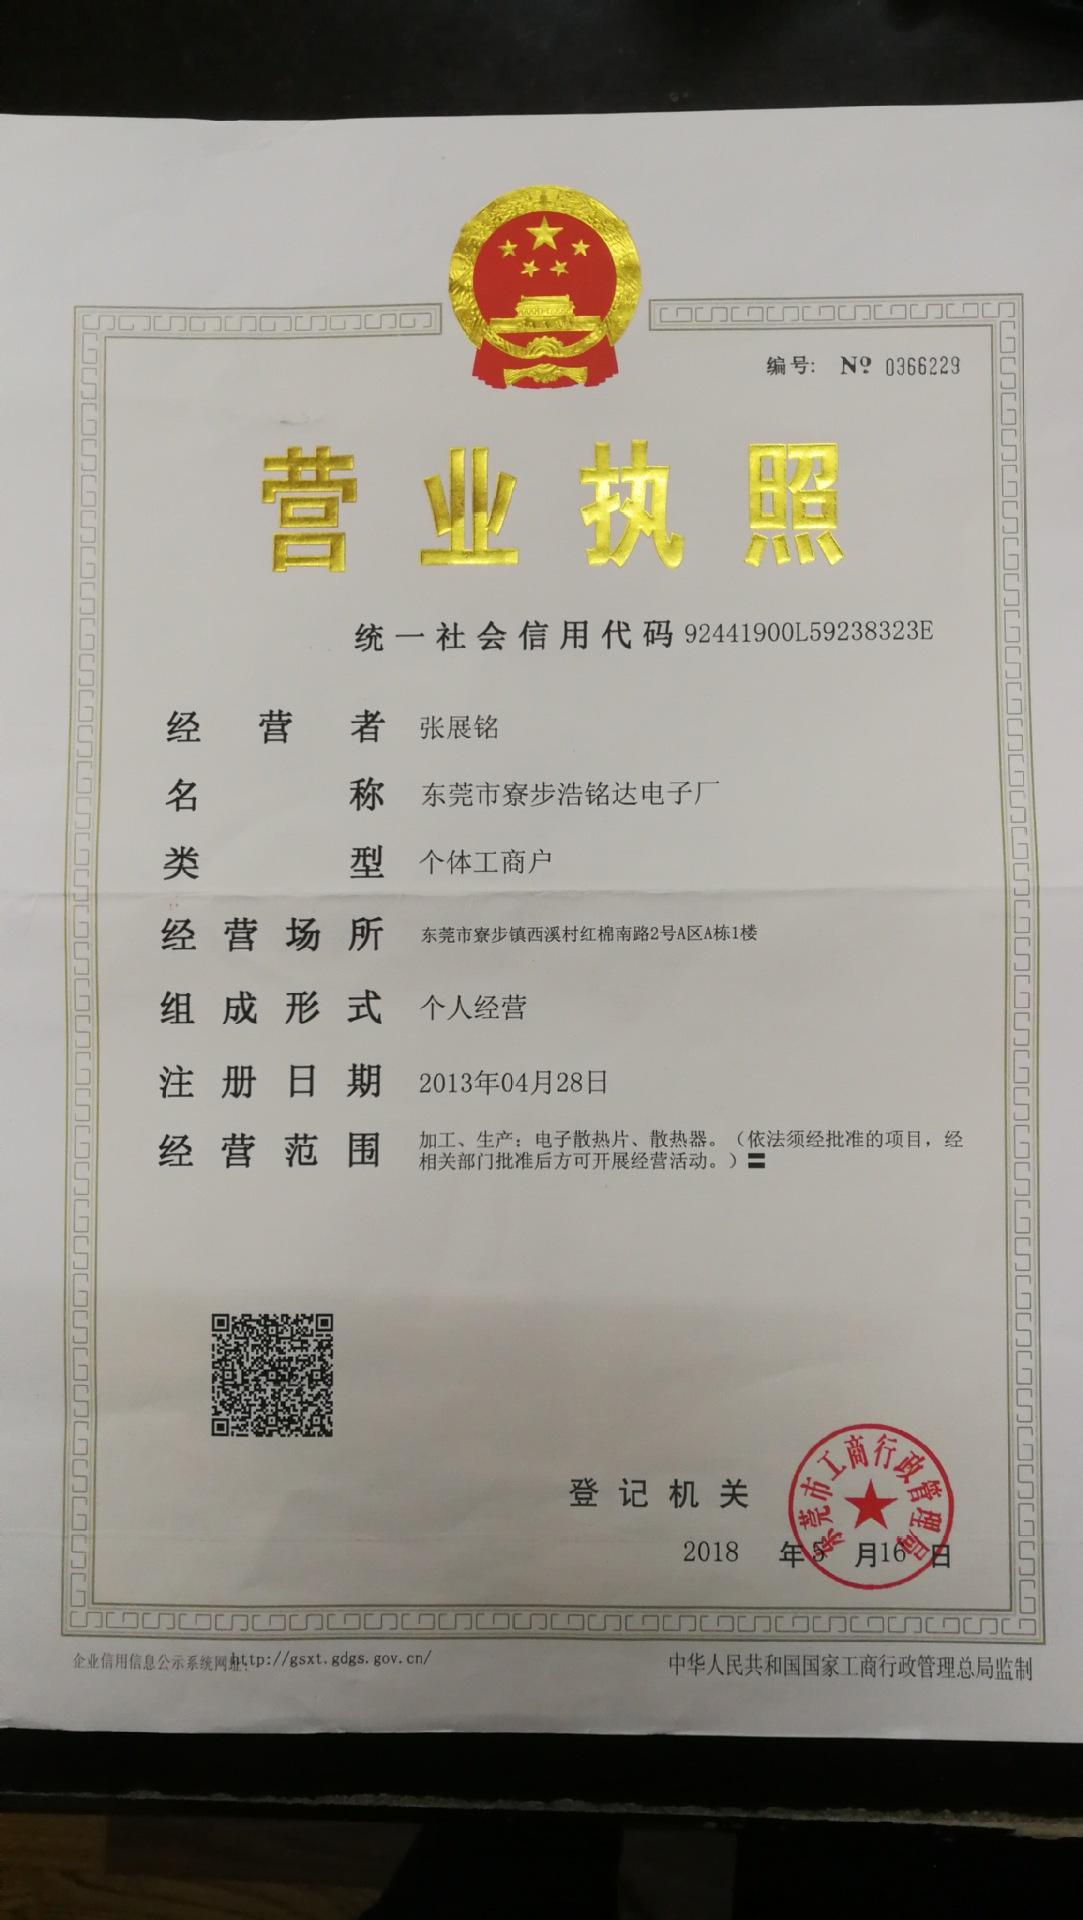 编号: № 0366229
营业执照
统一社会信用代码 92441900L59238323E
经营者 张展铭
名称 东莞市寮步浩铭达电子厂
类型 个体工商户
经营场所 东莞市寮步镇西溪村红棉南路2号A区A栋1楼
组成形式 个人经营
注册日期 2013年04月28日
经营范围 加工、生产：电子散热片、散热器。（依法须经批准的项目，经
相关部门批准后方可开展经营活动。）〓
东莞市工商行政管理局
登记机关
2018 年 5 月 16 日
企业信用信息公示系统网址: http://gsxt.gdgs.gov.cn/
中华人民共和国国家工商行政管理总局监制